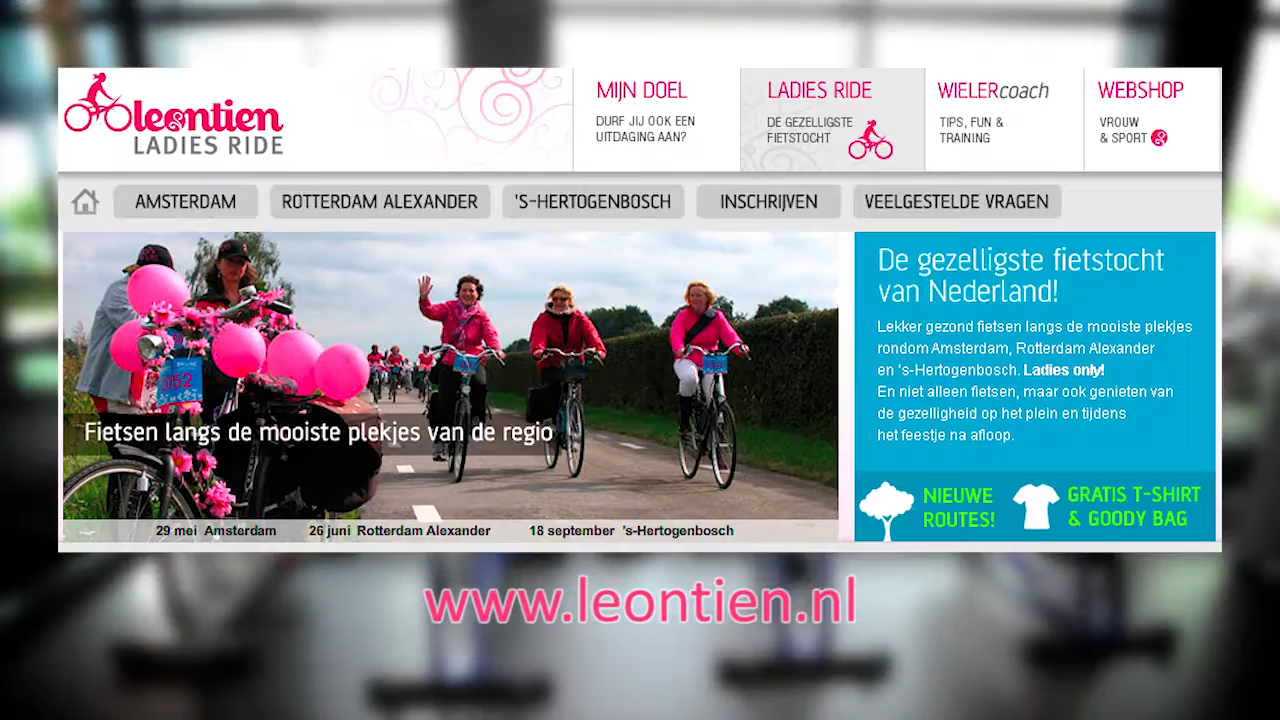 leontien
LADIES RIDE
MIJN DOEL
DURF JIJ OOK EEN
UITDAGING AAN?
LADIES RIDE
DE GEZELLIGSTE
FIETSTOCHT
WIELERcoach
TIPS, FUN &
TRAINING
WEBSHOP
VROUW
& SPORT
AMSTERDAM
ROTTERDAM ALEXANDER
'S-HERTOGENBOSCH
INSCHRIJVEN
VEELGESTELDE VRAGEN
052
Fietsen langs de mooiste plekjes van de regio
29 mei Amsterdam
26 juni Rotterdam Alexander
18 september 's-Hertogenbosch
De gezelligste fietstocht
van Nederland!
Lekker gezond fietsen langs de mooiste plekjes
rondom Amsterdam, Rotterdam Alexander
en 's-Hertogenbosch. Ladies only!
En niet alleen fietsen, maar ook genieten van
de gezelligheid op het plein en tijdens
het feestje na afloop.
NIEUWE
ROUTES!
GRATIS T-SHIRT
& GOODY BAG
www.leontien.nl